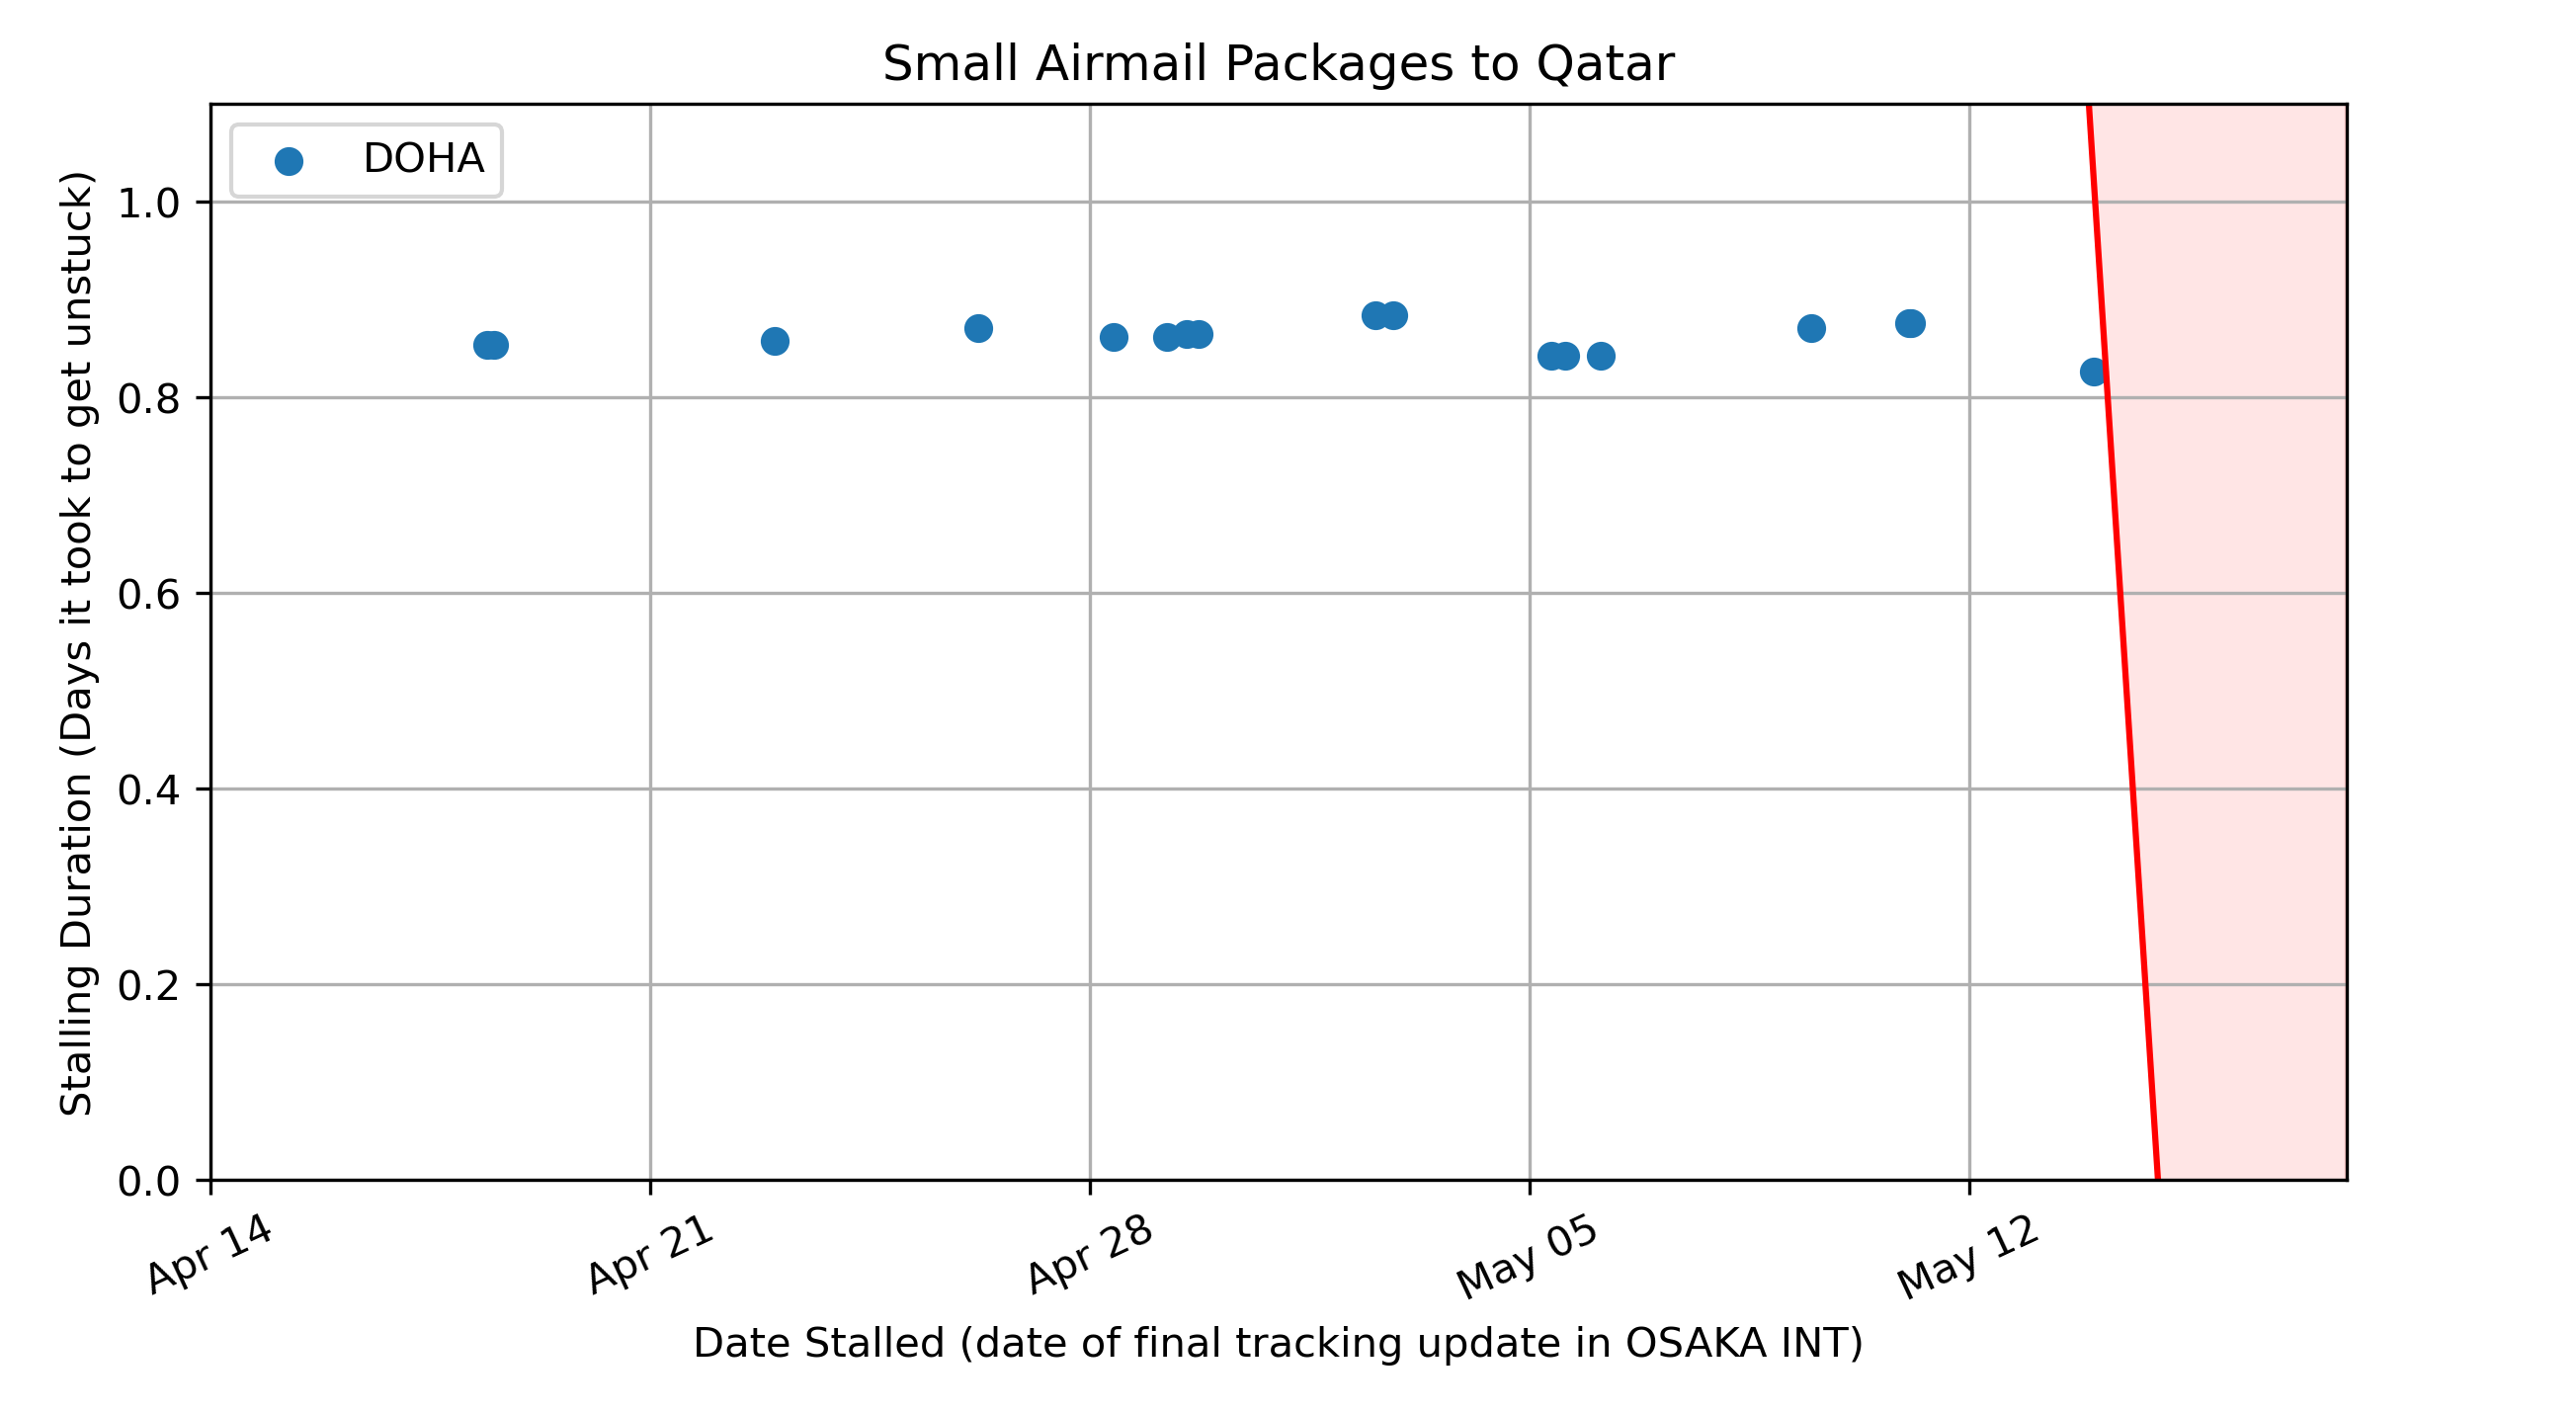 Small Airmail Packages to Qatar
DOHA
Stalling Duration (Days it took to get unstuck)
1.0
0.8
0.6
0.4
0.2
0.0
Apr 14
Apr 21
Apr 28
May 05
May 12
Date Stalled (date of final tracking update in OSAKA INT)